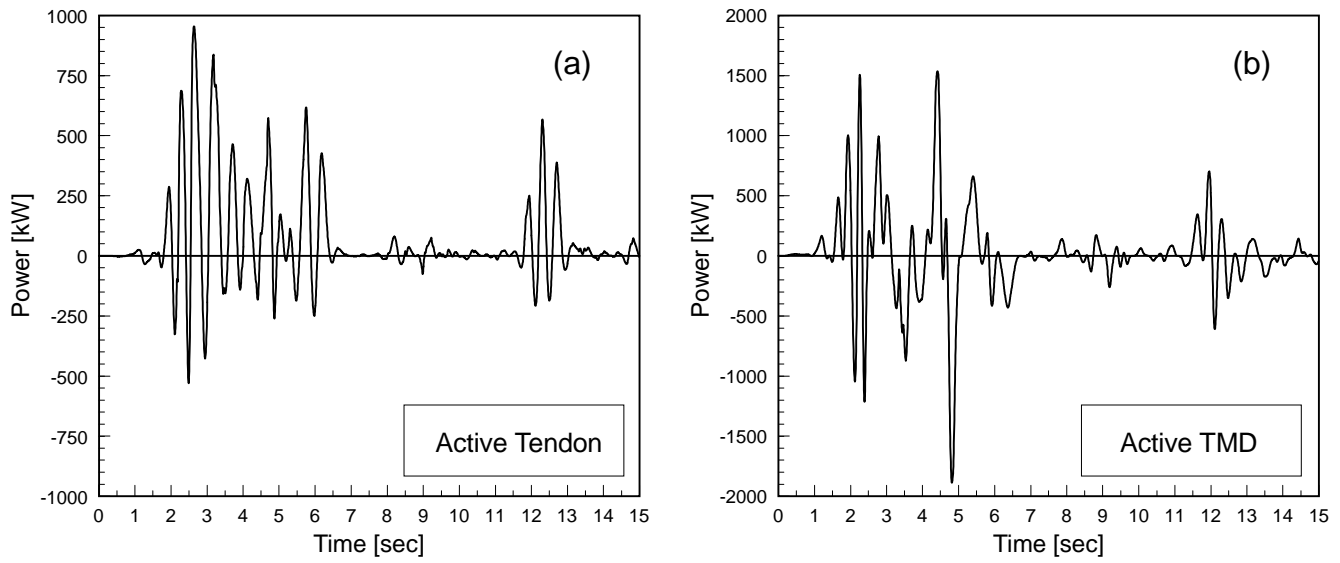 (a)
Power [kW]
1000
750
500
250
0
-250
-500
-750
-1000
Active Tendon
0 1 2 3 4 5 6 7 8 9 10 11 12 13 14 15
Time [sec]
(b)
Power [kW]
2000
1500
1000
500
0
-500
-1000
-1500
-2000
Active TMD
0 1 2 3 4 5 6 7 8 9 10 11 12 13 14 15
Time [sec]